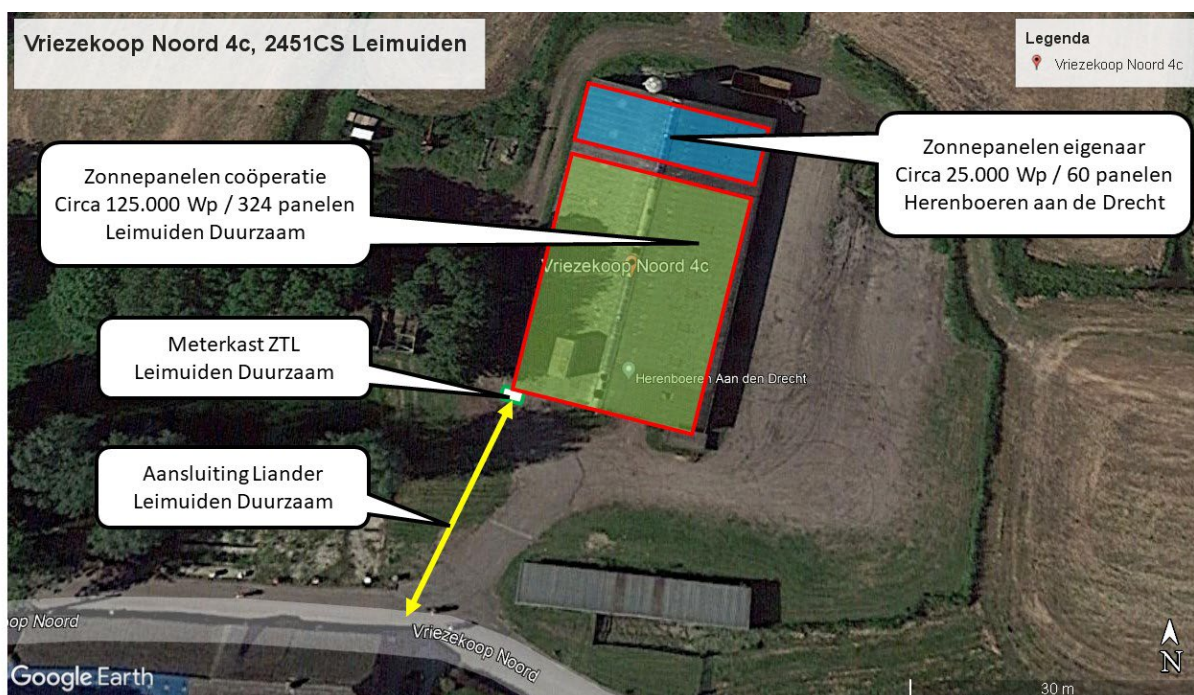 Vriezekoop Noord 4c, 2451CS Leimuiden
Legenda
Vriezekoop Noord 4c
Zonnepanelen coöperatie
Circa 125.000 Wp / 324 panelen
Leimuiden Duurzaam
Zonnepanelen eigenaar
Circa 25.000 Wp / 60 panelen
Herenboeren aan de Drecht
Vriezekoop Noord 4c
Meterkast ZTL
Leimuiden Duurzaam
Herenboeren Aan den Drecht
Aansluiting Liander
Leimuiden Duurzaam
op Noord
Vriezekoop Noord
Google Earth
N
30 m